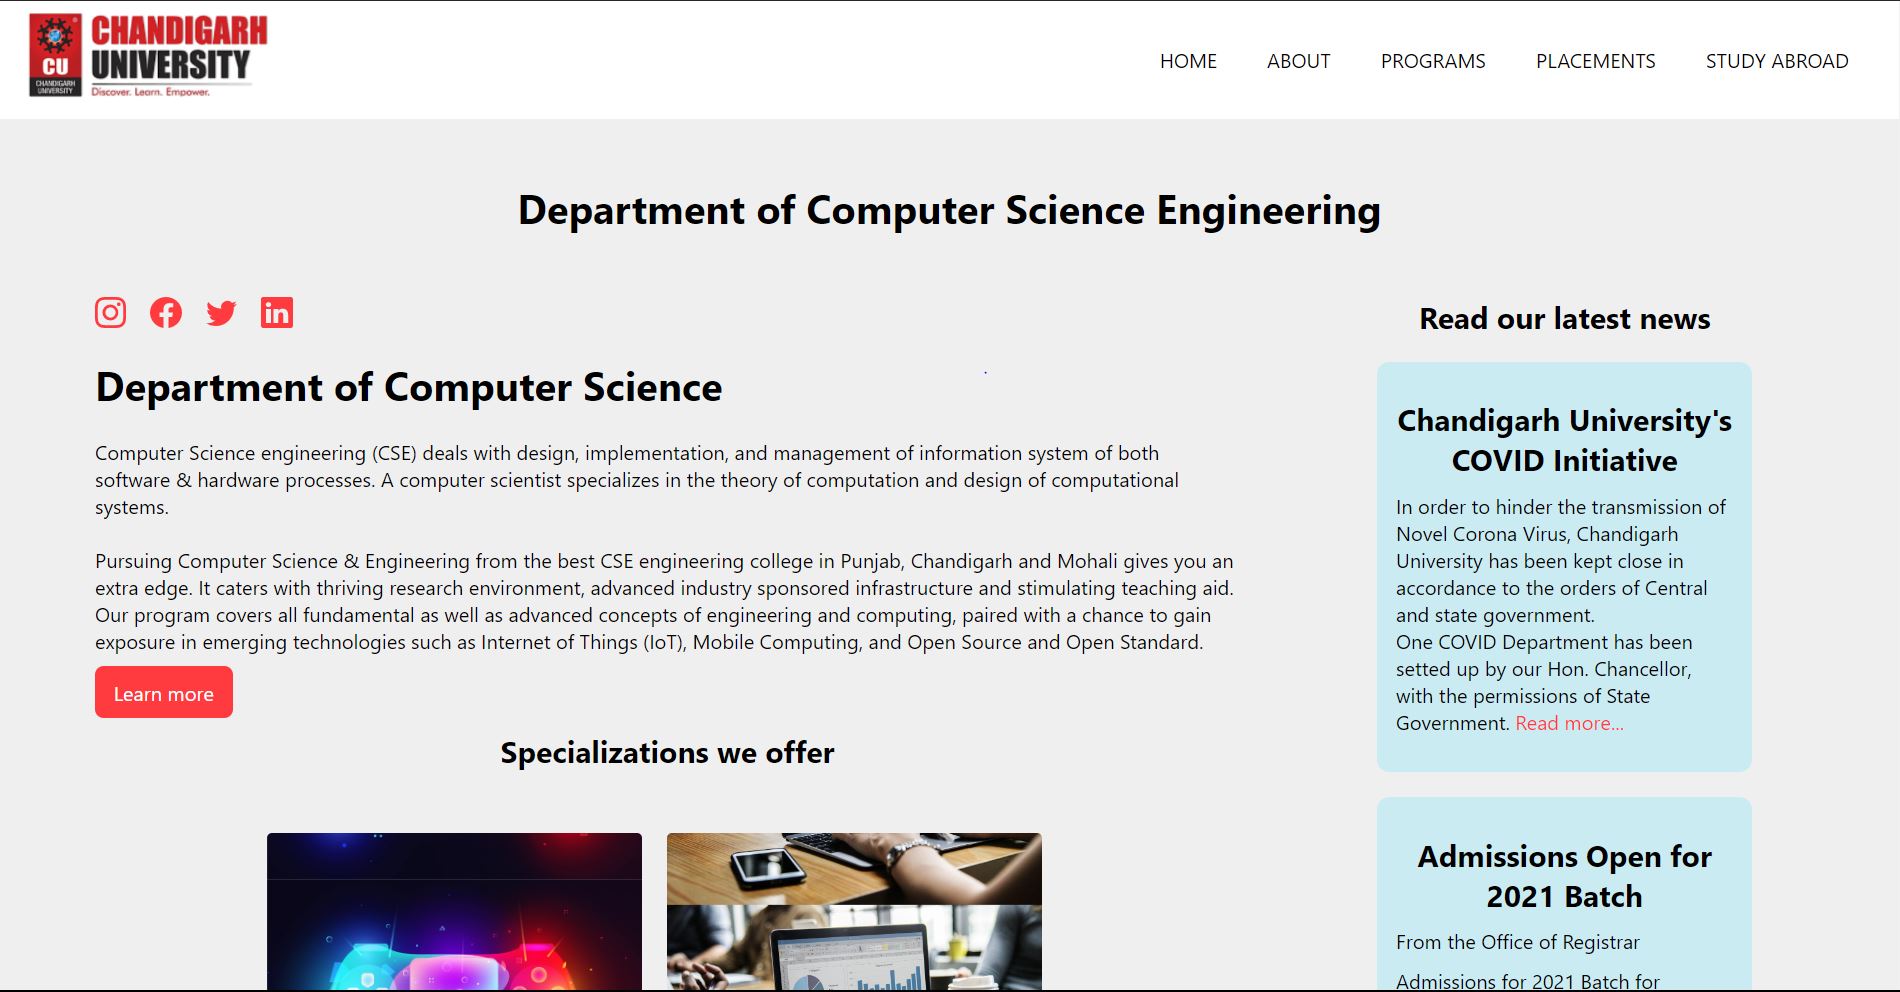 CHANDIGARH
UNIVERSITY
Discover. Learn. Empower.
CU
CHANDIGARH
UNIVERSITY
HOME ABOUT PROGRAMS PLACEMENTS STUDY ABROAD
Department of Computer Science Engineering
Department of Computer Science
Computer Science engineering (CSE) deals with design, implementation, and management of information system of both
software & hardware processes. A computer scientist specializes in the theory of computation and design of computational
systems.
Pursuing Computer Science & Engineering from the best CSE engineering college in Punjab, Chandigarh and Mohali gives you an
extra edge. It caters with thriving research environment, advanced industry sponsored infrastructure and stimulating teaching aid.
Our program covers all fundamental as well as advanced concepts of engineering and computing, paired with a chance to gain
exposure in emerging technologies such as Internet of Things (IoT), Mobile Computing, and Open Source and Open Standard.
Learn more
Specializations we offer
Read our latest news
Chandigarh University's
COVID Initiative
In order to hinder the transmission of
Novel Corona Virus, Chandigarh
University has been kept close in
accordance to the orders of Central
and state government.
One COVID Department has been
setted up by our Hon. Chancellor,
with the permissions of State
Government. Read more...
Admissions Open for
2021 Batch
From the Office of Registrar
Admissions for 2021 Batch for